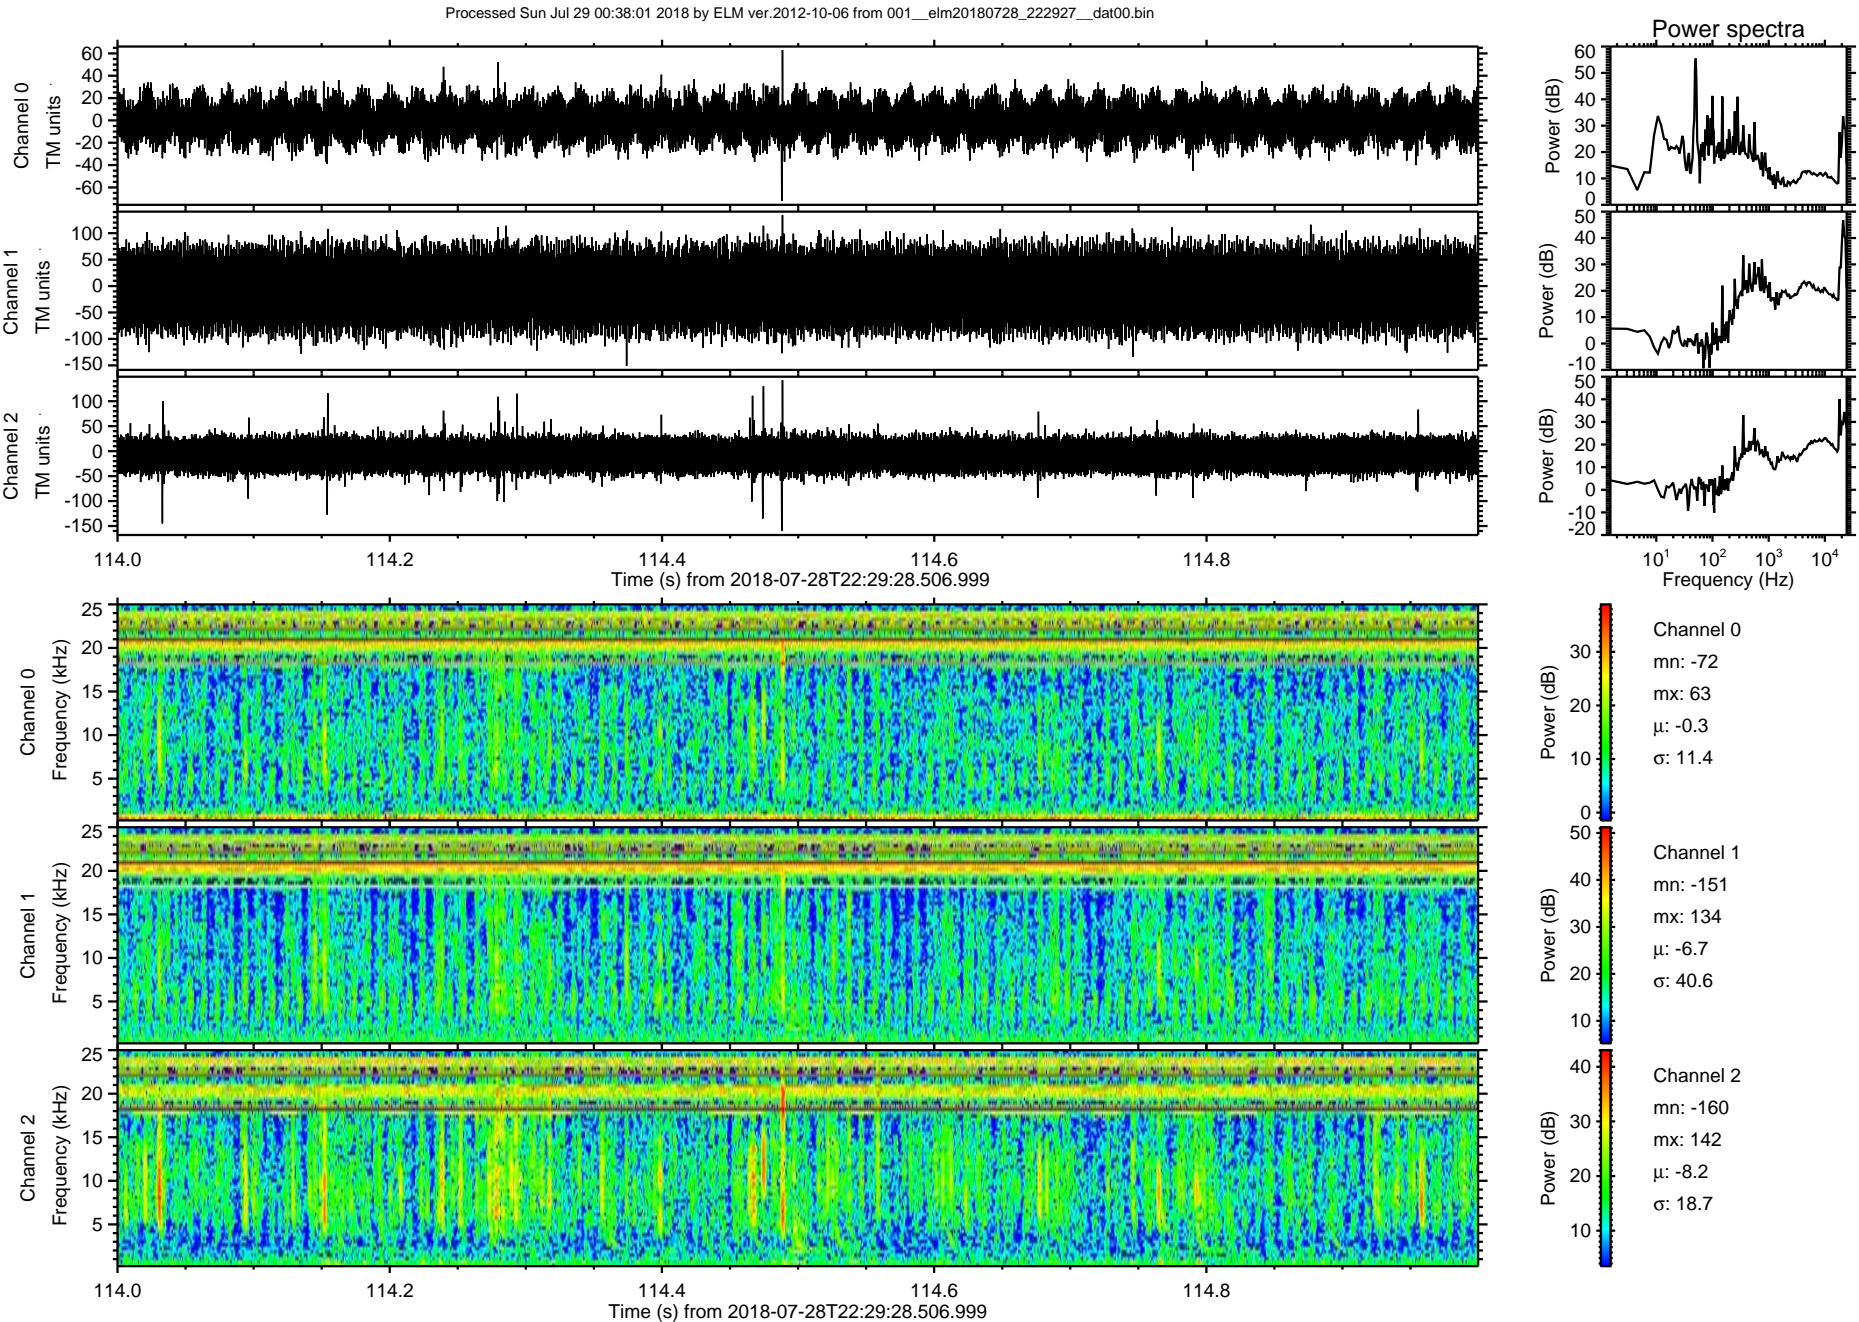 Processed Sun Jul 29 00:38:01 2018 by ELM ver.2012-10-06 from 001__elm20180728_222927__dat00.bin
Power spectra
Channel 0
TM units
60
40
20
0
-20
-40
-60
Power (dB)
60
50
40
30
20
10
0
Channel 1
TM units
100
50
0
-50
-100
-150
Power (dB)
50
40
30
20
10
0
-10
Channel 2
TM units
100
50
0
-50
-100
-150
Power (dB)
50
40
30
20
10
0
-10
-20
114.0 114.2 114.4 114.6 114.8
Time (s) from 2018-07-28T22:29:28.506.999
10^1 10^2 10^3 10^4
Frequency (Hz)
Channel 0
Frequency (kHz)
25
20
15
10
5
Power (dB)
30
20
10
0
Channel 0
mn: -72
mx: 63
μ: -0.3
σ: 11.4
Channel 1
Frequency (kHz)
25
20
15
10
5
Power (dB)
50
40
30
20
10
Channel 1
mn: -151
mx: 134
μ: -6.7
σ: 40.6
Channel 2
Frequency (kHz)
25
20
15
10
5
Power (dB)
40
30
20
10
Channel 2
mn: -160
mx: 142
μ: -8.2
σ: 18.7
114.0 114.2 114.4 114.6 114.8
Time (s) from 2018-07-28T22:29:28.506.999